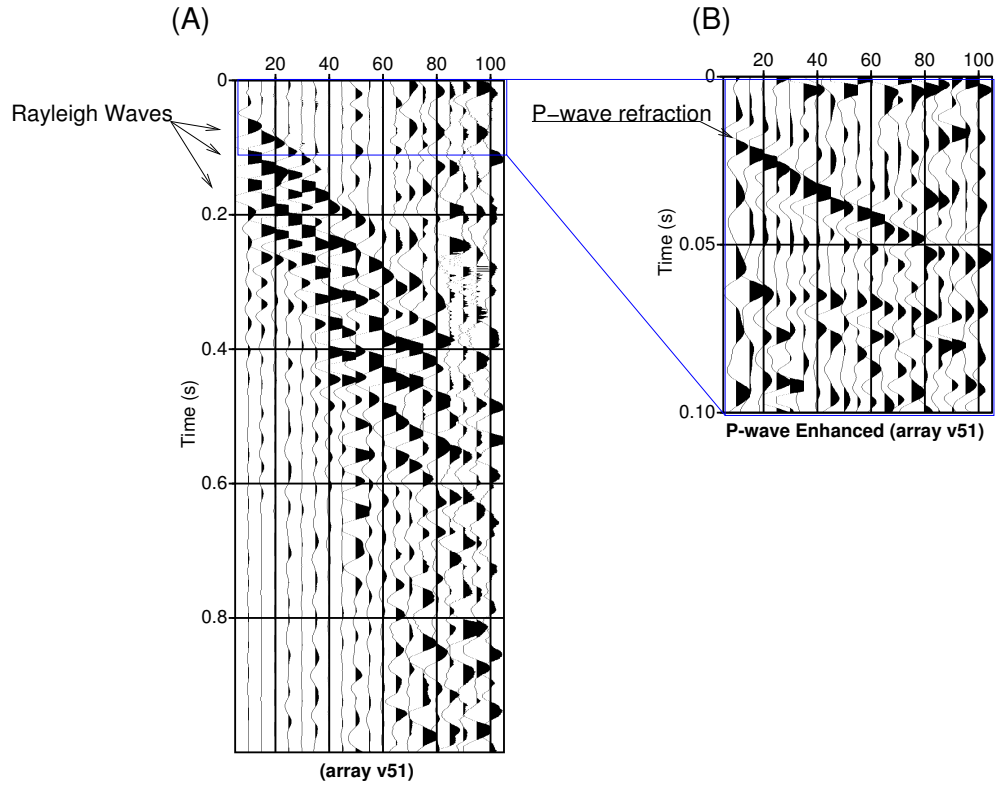 (A)
20 40 60 80 100
0
Rayleigh Waves
0.2
0.4
Time (s)
0.6
0.8
(array v51)
(B)
20 40 60 80 100
0
P−wave refraction
Time (s)
0.05
0.10
P-wave Enhanced (array v51)